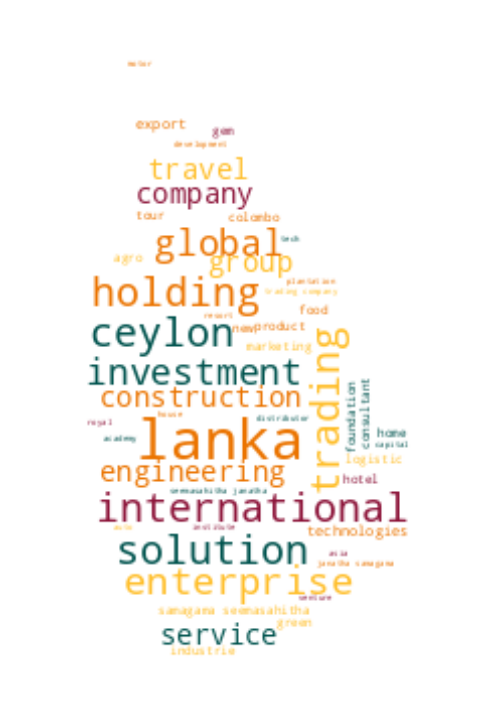 motor
export
gem
development
travel
company
tour
colombo
global
tech
agro
group
holding
plantation
trading company
resort
food
ceylon
new
product
marketing
trading
investment
construction
foundation
consultant
house
distributor
royal
academy
lanka
home
capital
logistic
engineering
hotel
seemasahitha janatha
international
auto
institute
technologies
solution
asia
janatha samagama
enterprise
venture
samagama seemasahitha
green
service
industrie